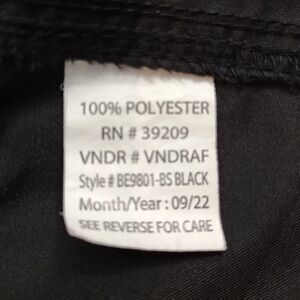 100% POLYESTER
RN # 39209
VNDR # VNDRAF
Style # BE9801-BS BLACK
Month/Year : 09/22
SEE REVERSE FOR CARE